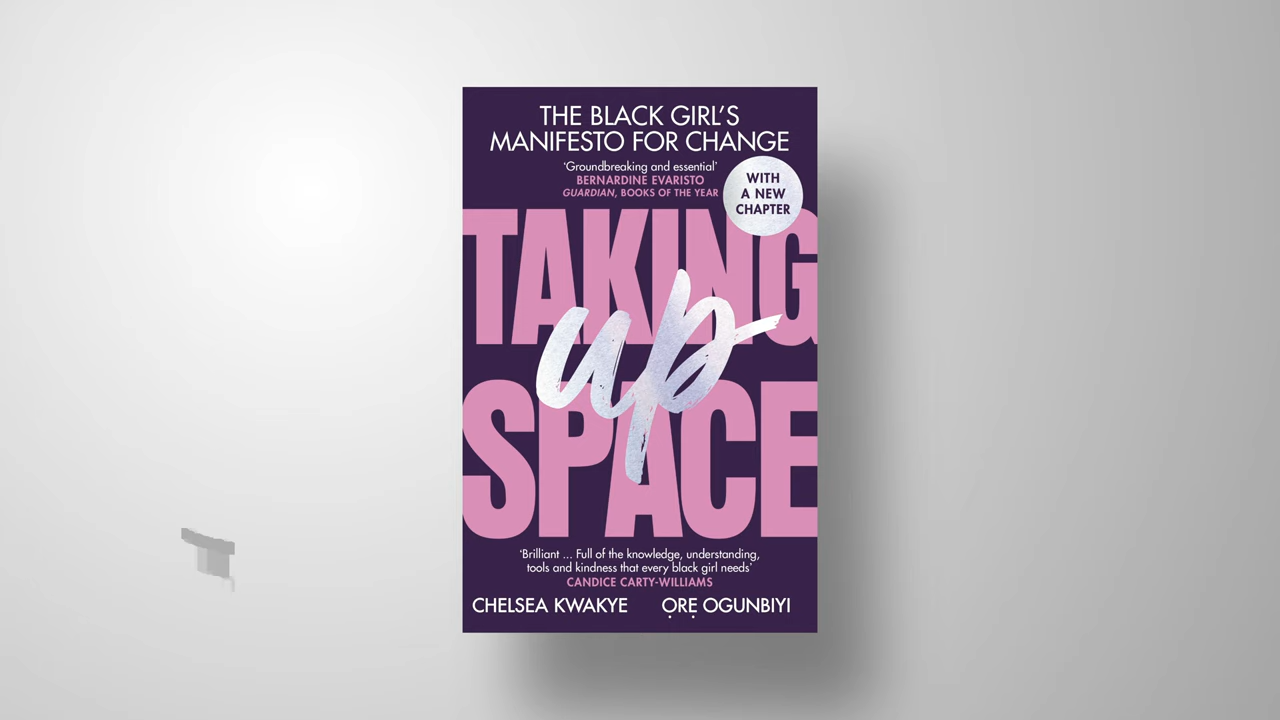 THE BLACK GIRL’S
MANIFESTO FOR CHANGE
‘Groundbreaking and essential’
BERNARDINE EVARISTO
GUARDIAN, BOOKS OF THE YEAR
WITH
A NEW
CHAPTER
TAKING
up
SPACE
‘Brilliant ... Full of the knowledge, understanding,
tools and kindness that every black girl needs’
CANDICE CARTY-WILLIAMS
CHELSEA KWAKYE ỌRẸ OGUNBIYI